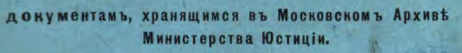 документамъ, хранящимся въ Московскомъ Архивѣ
Министерства Юстиціи.